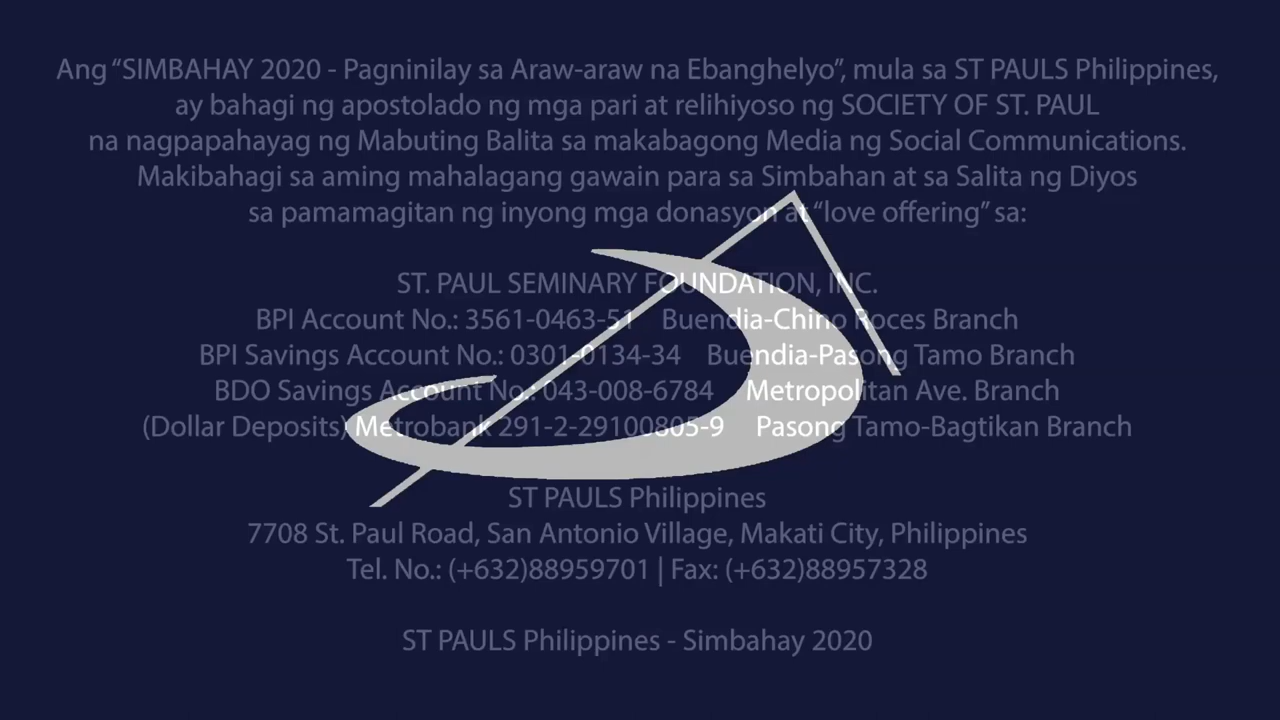 Ang “SIMBAHAY 2020 - Pagninilay sa Araw-araw na Ebanghelyo”, mula sa ST PAULS Philippines,
ay bahagi ng apostolado ng mga pari at relihiyoso ng SOCIETY OF ST. PAUL
na nagpapahayag ng Mabuting Balita sa makabagong Media ng Social Communications.
Makibahagi sa aming mahalagang gawain para sa Simbahan at sa Salita ng Diyos
sa pamamagitan ng inyong mga donasyon at “love offering” sa:
ST. PAUL SEMINARY FOUNDATION, INC.
BPI Account No.: 3561-0463-51 Buendia-Chino Roces Branch
BPI Savings Account No.: 0301-0134-34 Buendia-Pasong Tamo Branch
BDO Savings Account No.: 043-008-6784 Metropolitan Ave. Branch
(Dollar Deposits) Metrobank 291-2-29100805-9 Pasong Tamo-Bagtikan Branch
ST PAULS Philippines
7708 St. Paul Road, San Antonio Village, Makati City, Philippines
Tel. No.: (+632)88959701 | Fax: (+632)88957328
ST PAULS Philippines - Simbahay 2020